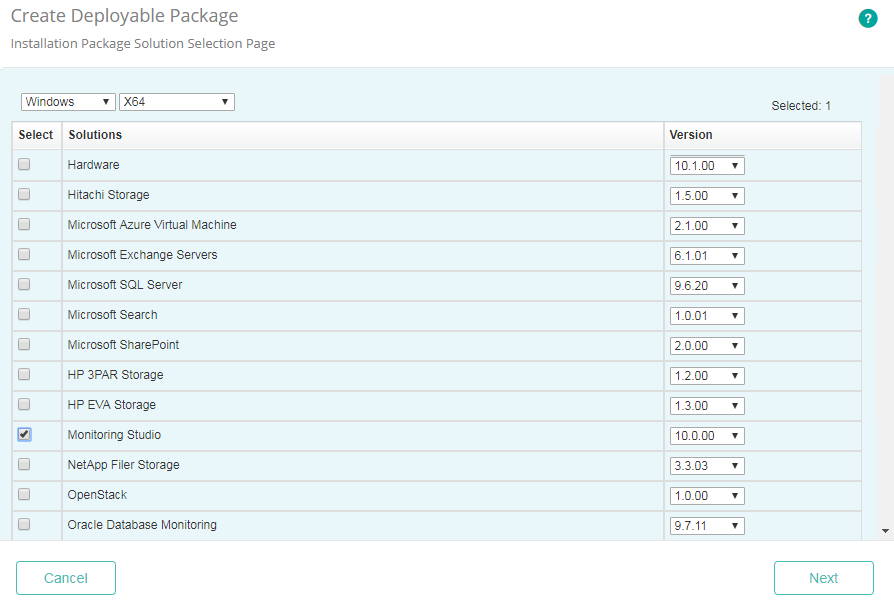 Create Deployable Package
?
Installation Package Solution Selection Page
Windows X64
Selected: 1
Select Solutions Version
Hardware 10.1.00
Hitachi Storage 1.5.00
Microsoft Azure Virtual Machine 2.1.00
Microsoft Exchange Servers 6.1.01
Microsoft SQL Server 9.6.20
Microsoft Search 1.0.01
Microsoft SharePoint 2.0.00
HP 3PAR Storage 1.2.00
HP EVA Storage 1.3.00
Monitoring Studio 10.0.00
NetApp Filer Storage 3.3.03
OpenStack 1.0.00
Oracle Database Monitoring 9.7.11
Cancel Next